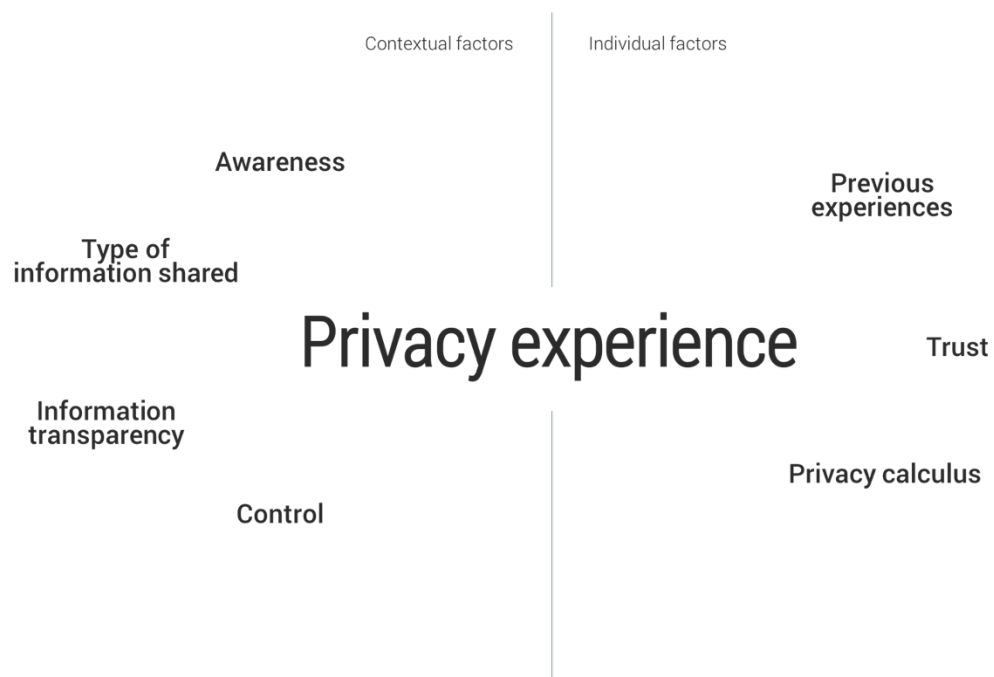 Contextual factors
Individual factors
Awareness
Previous
experiences
Type of
information shared
Privacy experience
Trust
Information
transparency
Privacy calculus
Control